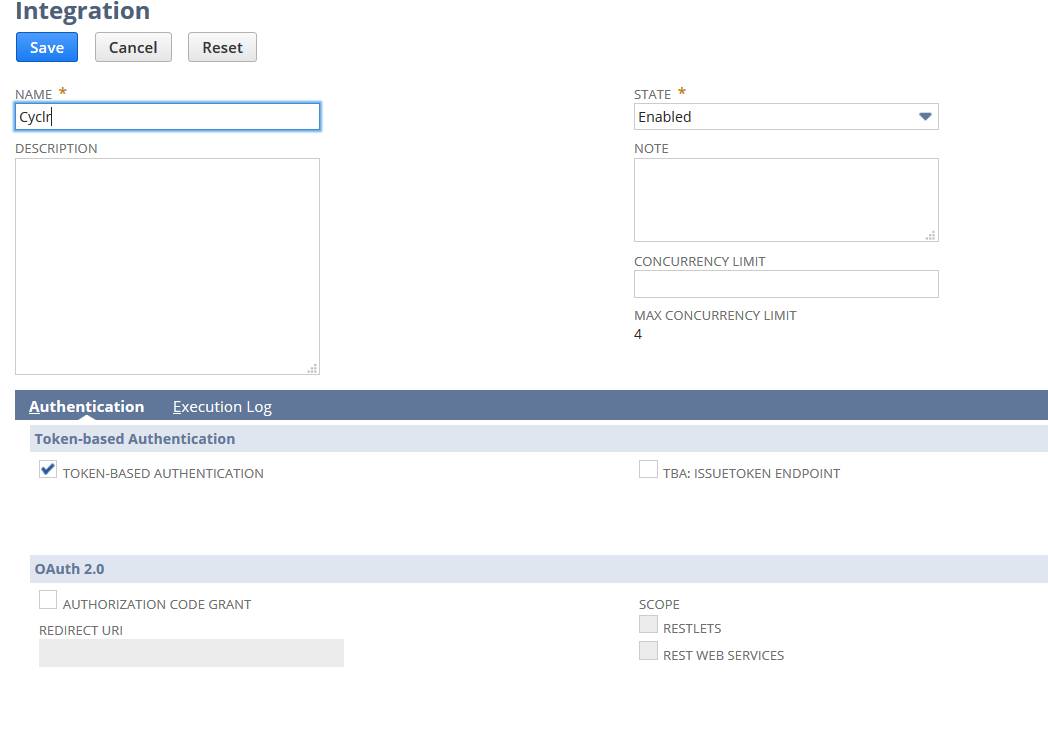 Integration
Save Cancel Reset
NAME *
Cyclr
DESCRIPTION
STATE *
Enabled
NOTE
CONCURRENCY LIMIT
MAX CONCURRENCY LIMIT
4
Authentication Execution Log
Token-based Authentication
TOKEN-BASED AUTHENTICATION
TBA: ISSUETOKEN ENDPOINT
OAuth 2.0
AUTHORIZATION CODE GRANT
REDIRECT URI
SCOPE
RESTLETS
REST WEB SERVICES